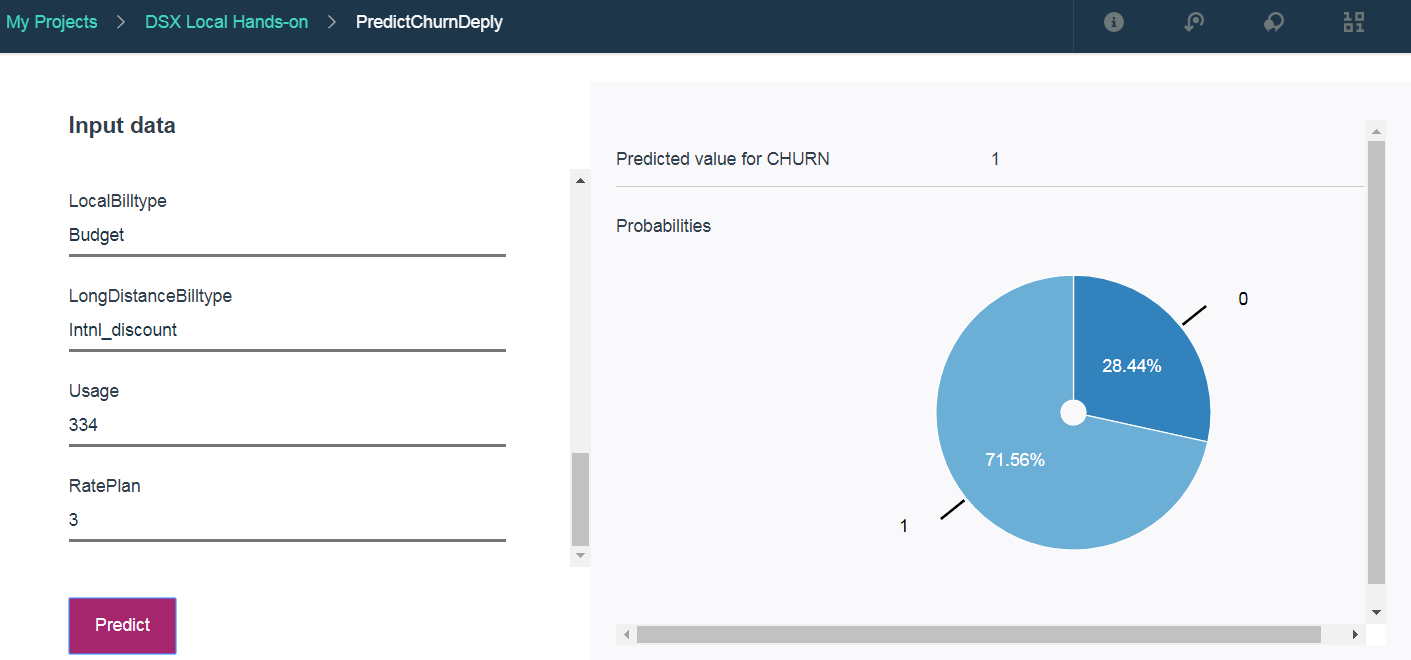 My Projects > DSX Local Hands-on > PredictChurnDeply
Input data
LocalBilltype
Budget
LongDistanceBilltype
Intnl_discount
Usage
334
RatePlan
3
Predict
Predicted value for CHURN 1
Probabilities
0
28.44%
71.56%
1